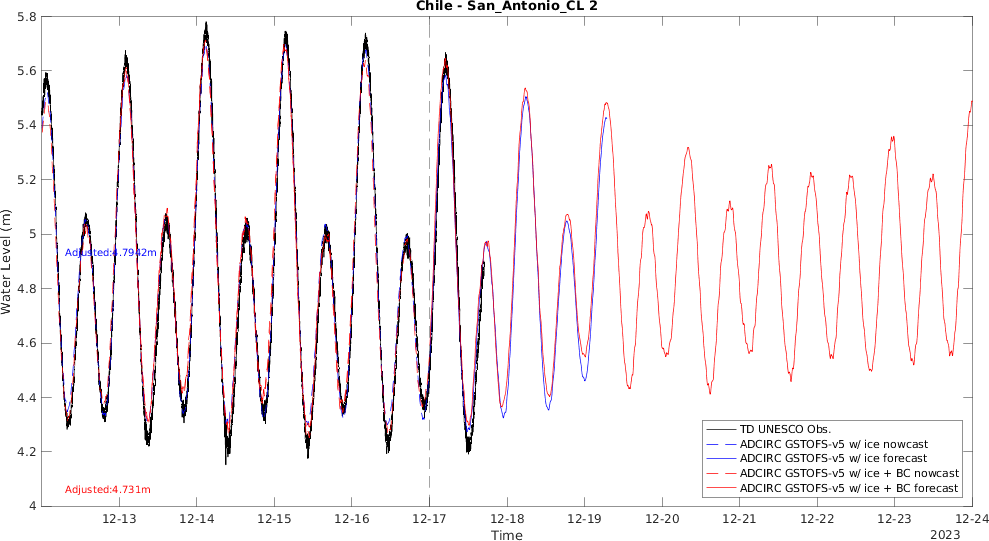 Chile - San_Antonio_CL 2
5.8
5.6
5.4
5.2
5
4.8
4.6
4.4
4.2
4
Water Level (m)
Adjusted:4.7942m
Adjusted:4.731m
TD UNESCO Obs.
ADCIRC GSTOFS-v5 w/ ice nowcast
ADCIRC GSTOFS-v5 w/ ice forecast
ADCIRC GSTOFS-v5 w/ ice + BC nowcast
ADCIRC GSTOFS-v5 w/ ice + BC forecast
12-13 12-14 12-15 12-16 12-17 12-18 12-19 12-20 12-21 12-22 12-23 12-24
Time
2023